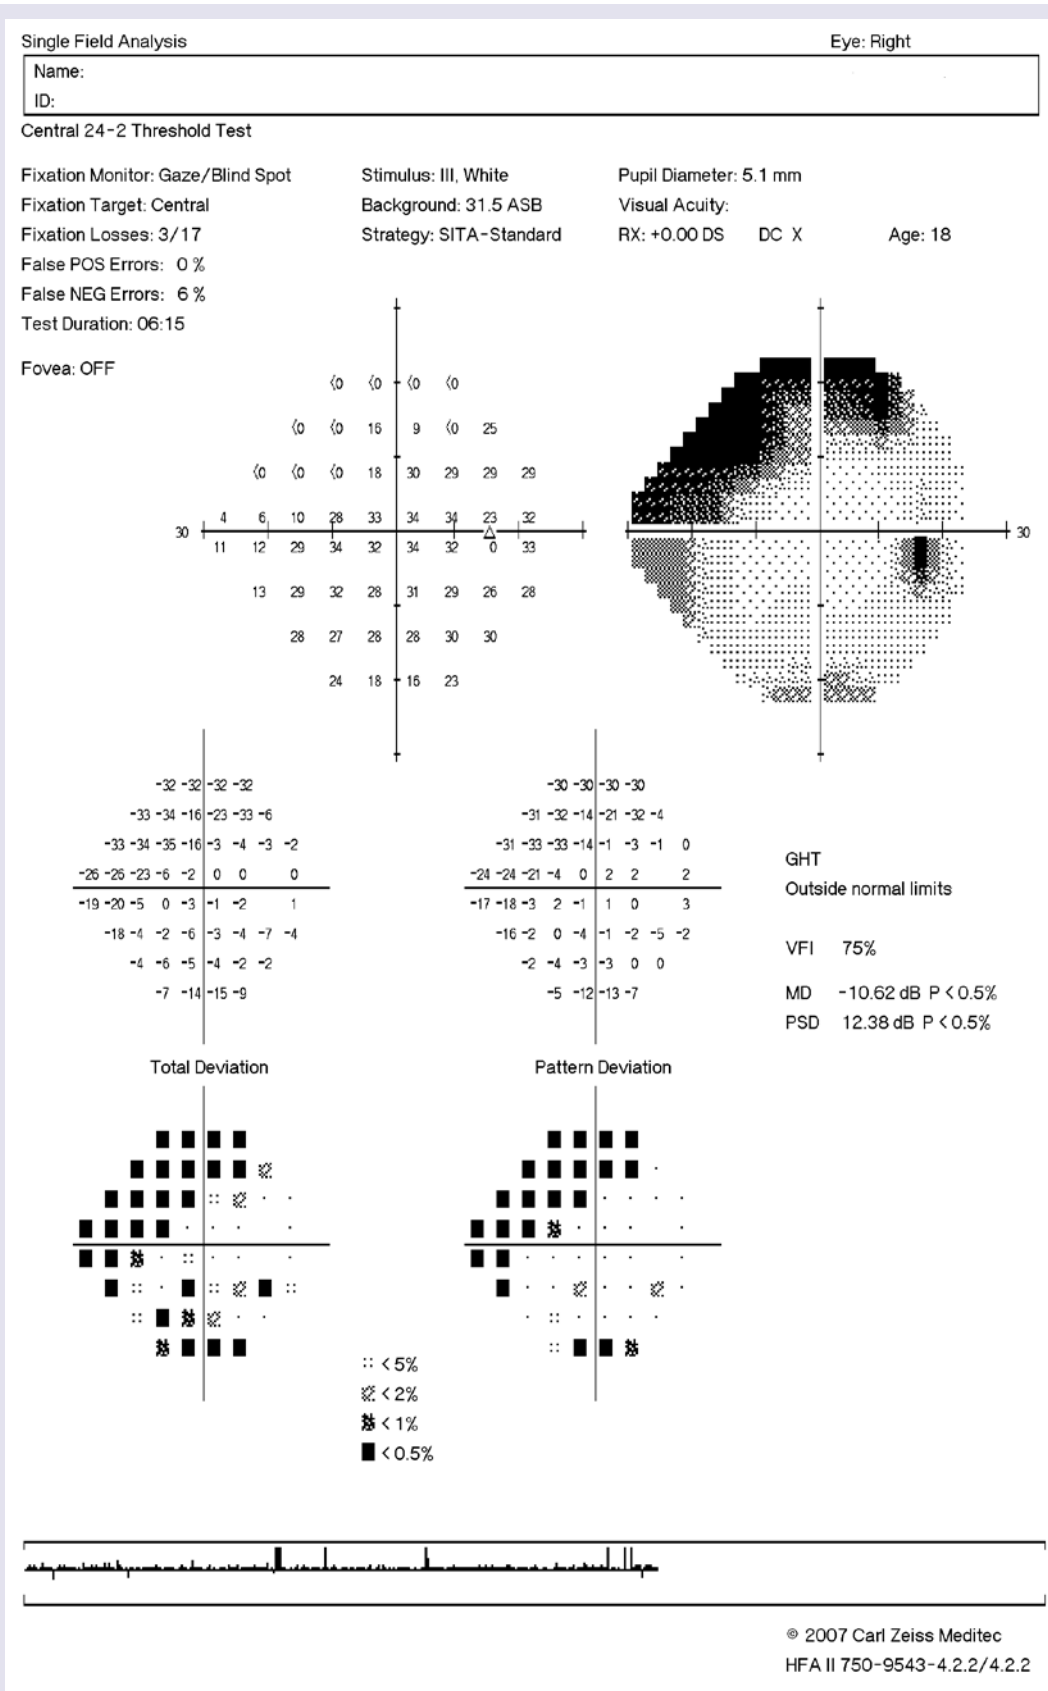 Single Field Analysis Eye: Right
Name:
ID:
Central 24-2 Threshold Test
Fixation Monitor: Gaze/Blind Spot Stimulus: III, White Pupil Diameter: 5.1 mm
Fixation Target: Central Background: 31.5 ASB Visual Acuity:
Fixation Losses: 3/17 Strategy: SITA-Standard RX: +0.00 DS DC X Age: 18
False POS Errors: 0 %
False NEG Errors: 6 %
Test Duration: 06:15
Fovea: OFF
<0 <0 <0 <0
<0 <0 16 9 <0 25
<0 <0 <0 18 30 29 29 29
4 6 10 28 33 34 34 23 32
30 30
11 12 29 34 32 34 32 0 33
13 29 32 28 31 29 26 28
28 27 28 28 30 30
24 18 16 23
-32 -32 -32 -32 -30 -30 -30 -30
-33 -34 -16 -23 -33 -6 -31 -32 -14 -21 -32 -4
-33 -34 -35 -16 -3 -4 -3 -2 -31 -33 -33 -14 -1 -3 -1 0
GHT
-26 -26 -23 -6 -2 0 0 0 -24 -24 -21 -4 0 2 2 2
Outside normal limits
-19 -20 -5 0 -3 -1 -2 1 -17 -18 -3 2 -1 1 0 3
-18 -4 -2 -6 -3 -4 -7 -4 -16 -2 0 -4 -1 -2 -5 -2
VFI 75%
-4 -6 -5 -4 -2 -2 -2 -4 -3 -3 0 0
-7 -14 -15 -9 -5 -12 -13 -7
MD -10.62 dB P < 0.5%
PSD 12.38 dB P < 0.5%
Total Deviation Pattern Deviation
< 5%
< 2%
< 1%
< 0.5%
© 2007 Carl Zeiss Meditec
HFA II 750-9543-4.2.2/4.2.2